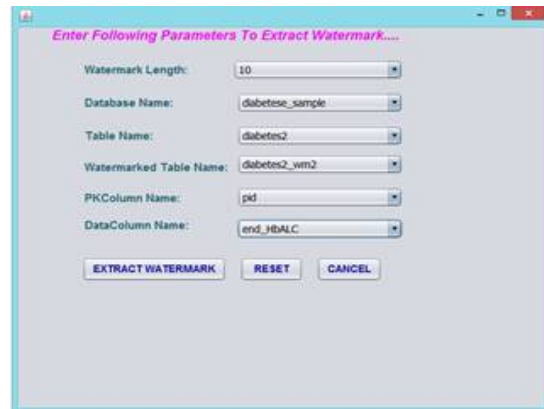 Enter Following Parameters To Extract Watermark....
Watermark Length: 10
Database Name: diabetese_sample
Table Name: diabetes2
Watermarked Table Name: diabetes2_wm2
PKColumn Name: pid
DataColumn Name: end_HbALC
EXTRACT WATERMARK RESET CANCEL